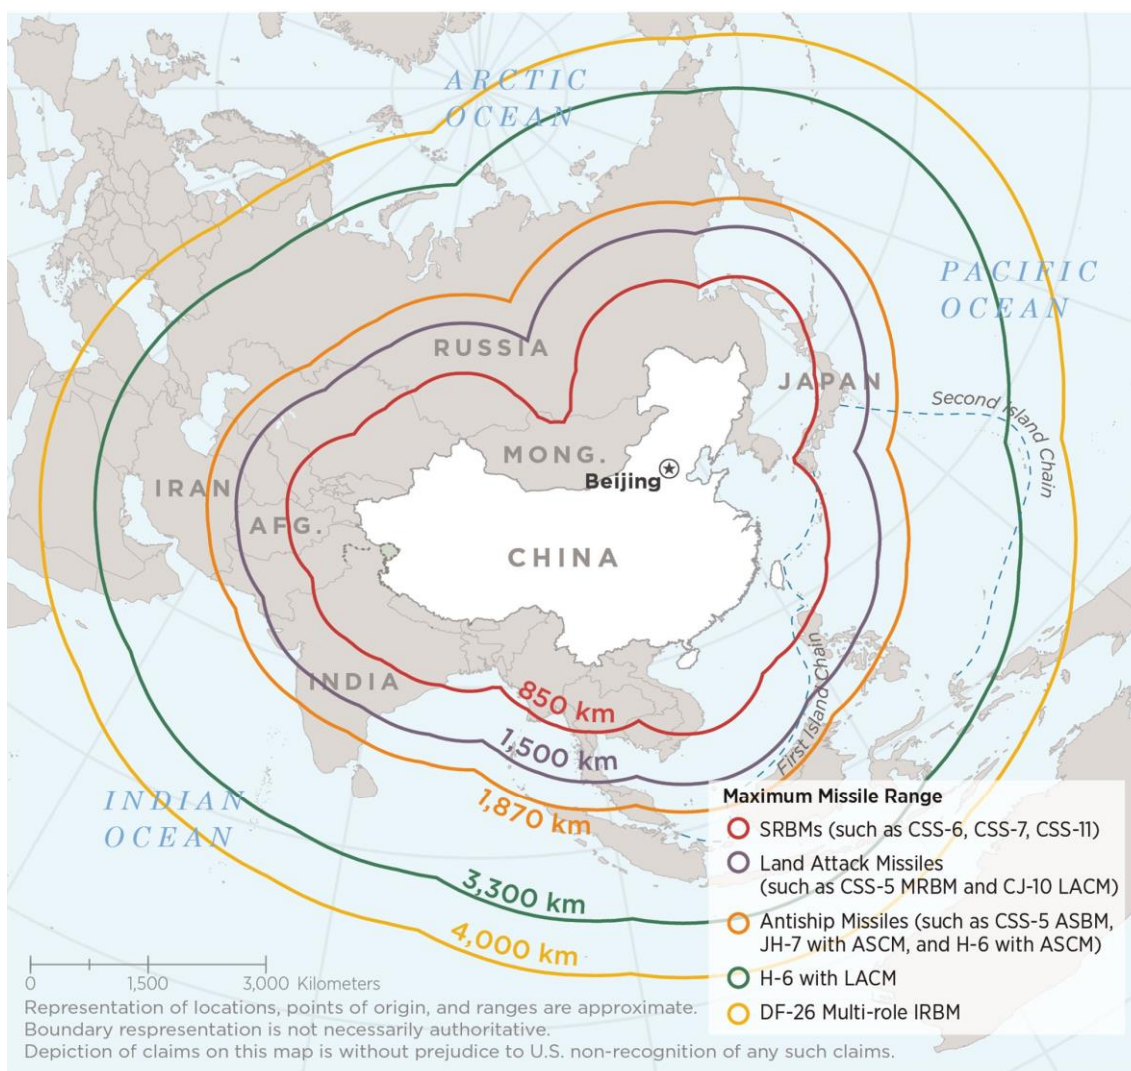 ARCTIC
OCEAN
PACIFIC
OCEAN
RUSSIA
JAPAN
Second Island Chain
MONG.
Beijing
IRAN
AFG.
CHINA
INDIA
First Island Chain
850 km
1,500 km
1,870 km
3,300 km
4,000 km
INDIAN
OCEAN
Maximum Missile Range
SRBMs (such as CSS-6, CSS-7, CSS-11)
Land Attack Missiles
(such as CSS-5 MRBM and CJ-10 LACM)
Antiship Missiles (such as CSS-5 ASBM,
JH-7 with ASCM, and H-6 with ASCM)
H-6 with LACM
DF-26 Multi-role IRBM
0 1,500 3,000 Kilometers
Representation of locations, points of origin, and ranges are approximate.
Boundary respresentation is not necessarily authoritative.
Depiction of claims on this map is without prejudice to U.S. non-recognition of any such claims.